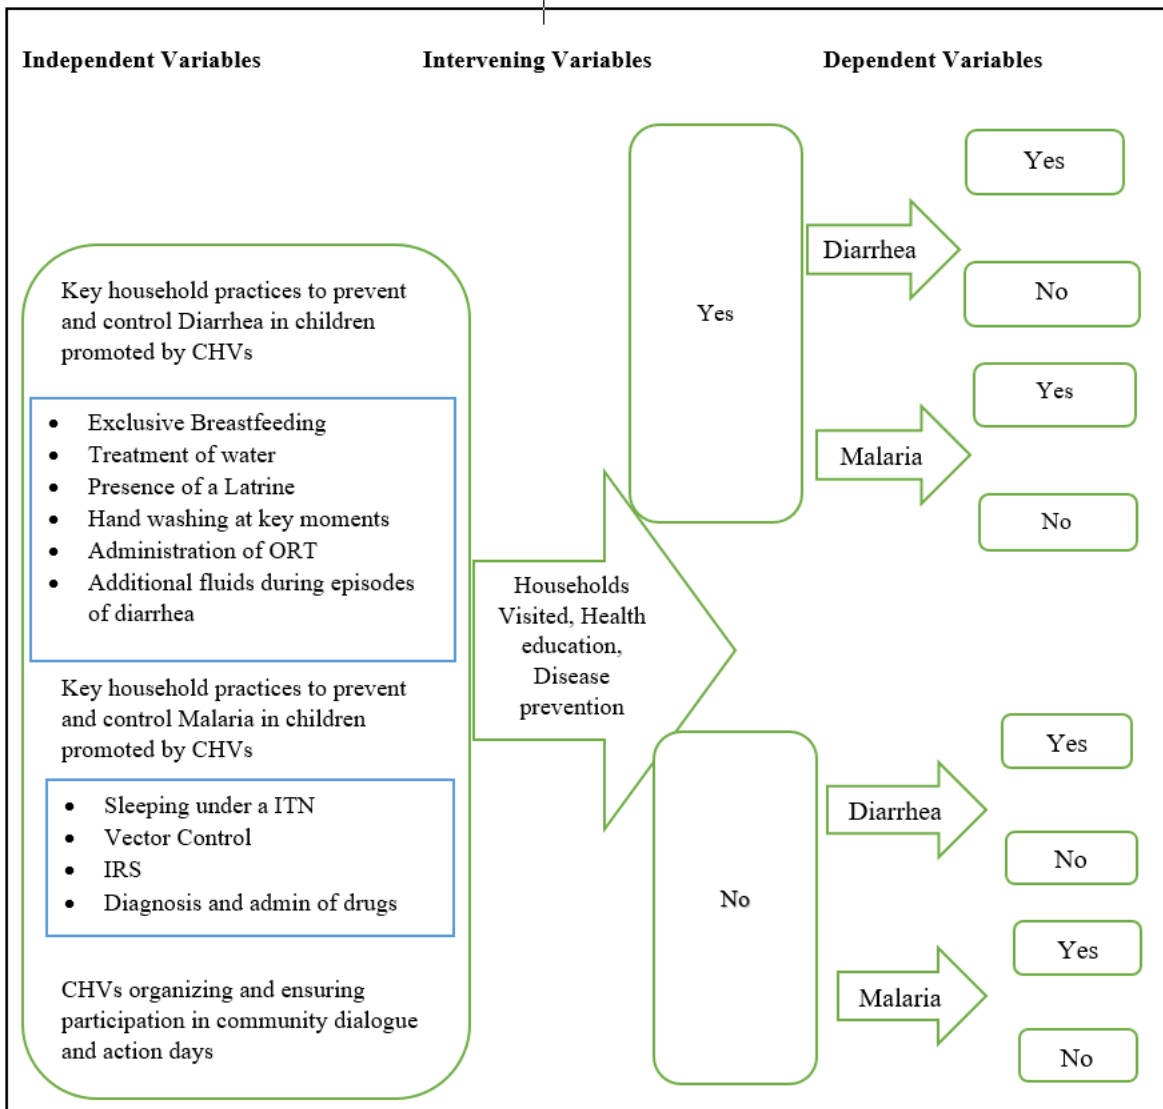 Independent Variables
Intervening Variables
Dependent Variables
Key household practices to prevent
and control Diarrhea in children
promoted by CHVs
• Exclusive Breastfeeding
• Treatment of water
• Presence of a Latrine
• Hand washing at key moments
• Administration of ORT
• Additional fluids during episodes
of diarrhea
Key household practices to prevent
and control Malaria in children
promoted by CHVs
• Sleeping under a ITN
• Vector Control
• IRS
• Diagnosis and admin of drugs
CHVs organizing and ensuring
participation in community dialogue
and action days
Households
Visited, Health
education,
Disease
prevention
Yes
Diarrhea
Yes
No
Malaria
Yes
No
No
Diarrhea
Yes
No
Malaria
Yes
No